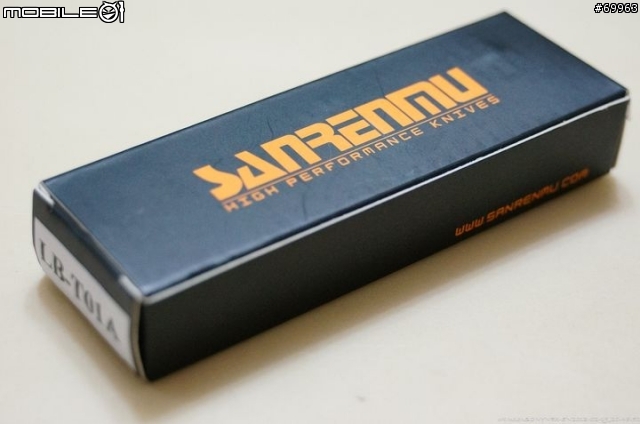 MOBILE01
#69963
SANRENMU
HIGH PERFORMANCE KNIVES
WWW.SANRENMU.COM
LB-T01A